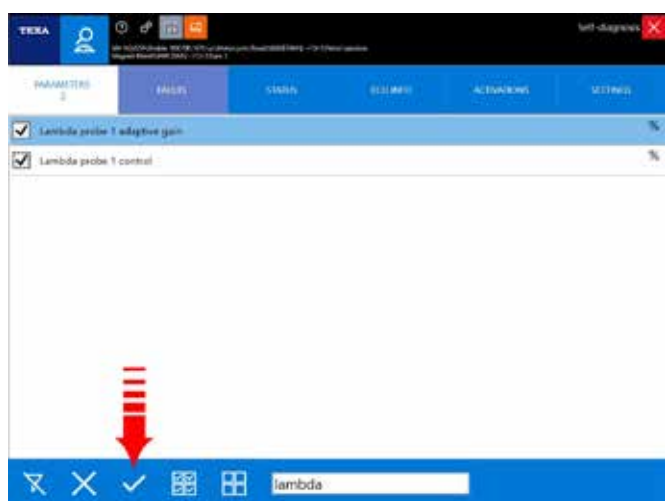 TEXA
Self-diagnosis
PARAMETERS
2
FAULTS
STATUS
ECU INFO
ACTIVATIONS
SETTINGS
Lambda probe 1 adaptive gain %
Lambda probe 1 control %
lambda